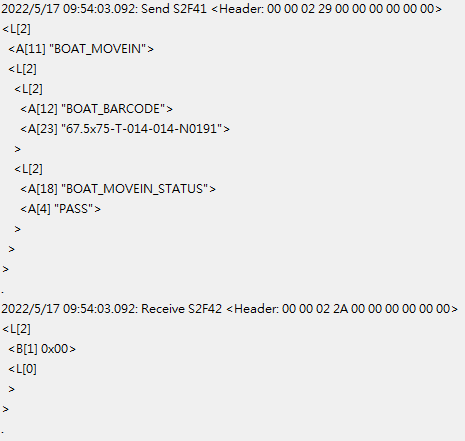 2022/5/17 09:54:03.092: Send S2F41 <Header: 00 00 02 29 00 00 00 00 00 00>
<L[2]
<A[11] "BOAT_MOVEIN">
<L[2]
<L[2]
<A[12] "BOAT_BARCODE">
<A[23] "67.5x75-T-014-014-N0191">
>
<L[2]
<A[18] "BOAT_MOVEIN_STATUS">
<A[4] "PASS">
>
>
>
.
2022/5/17 09:54:03.092: Receive S2F42 <Header: 00 00 02 2A 00 00 00 00 00 00>
<L[2]
<B[1] 0x00>
<L[0]
>
>
.